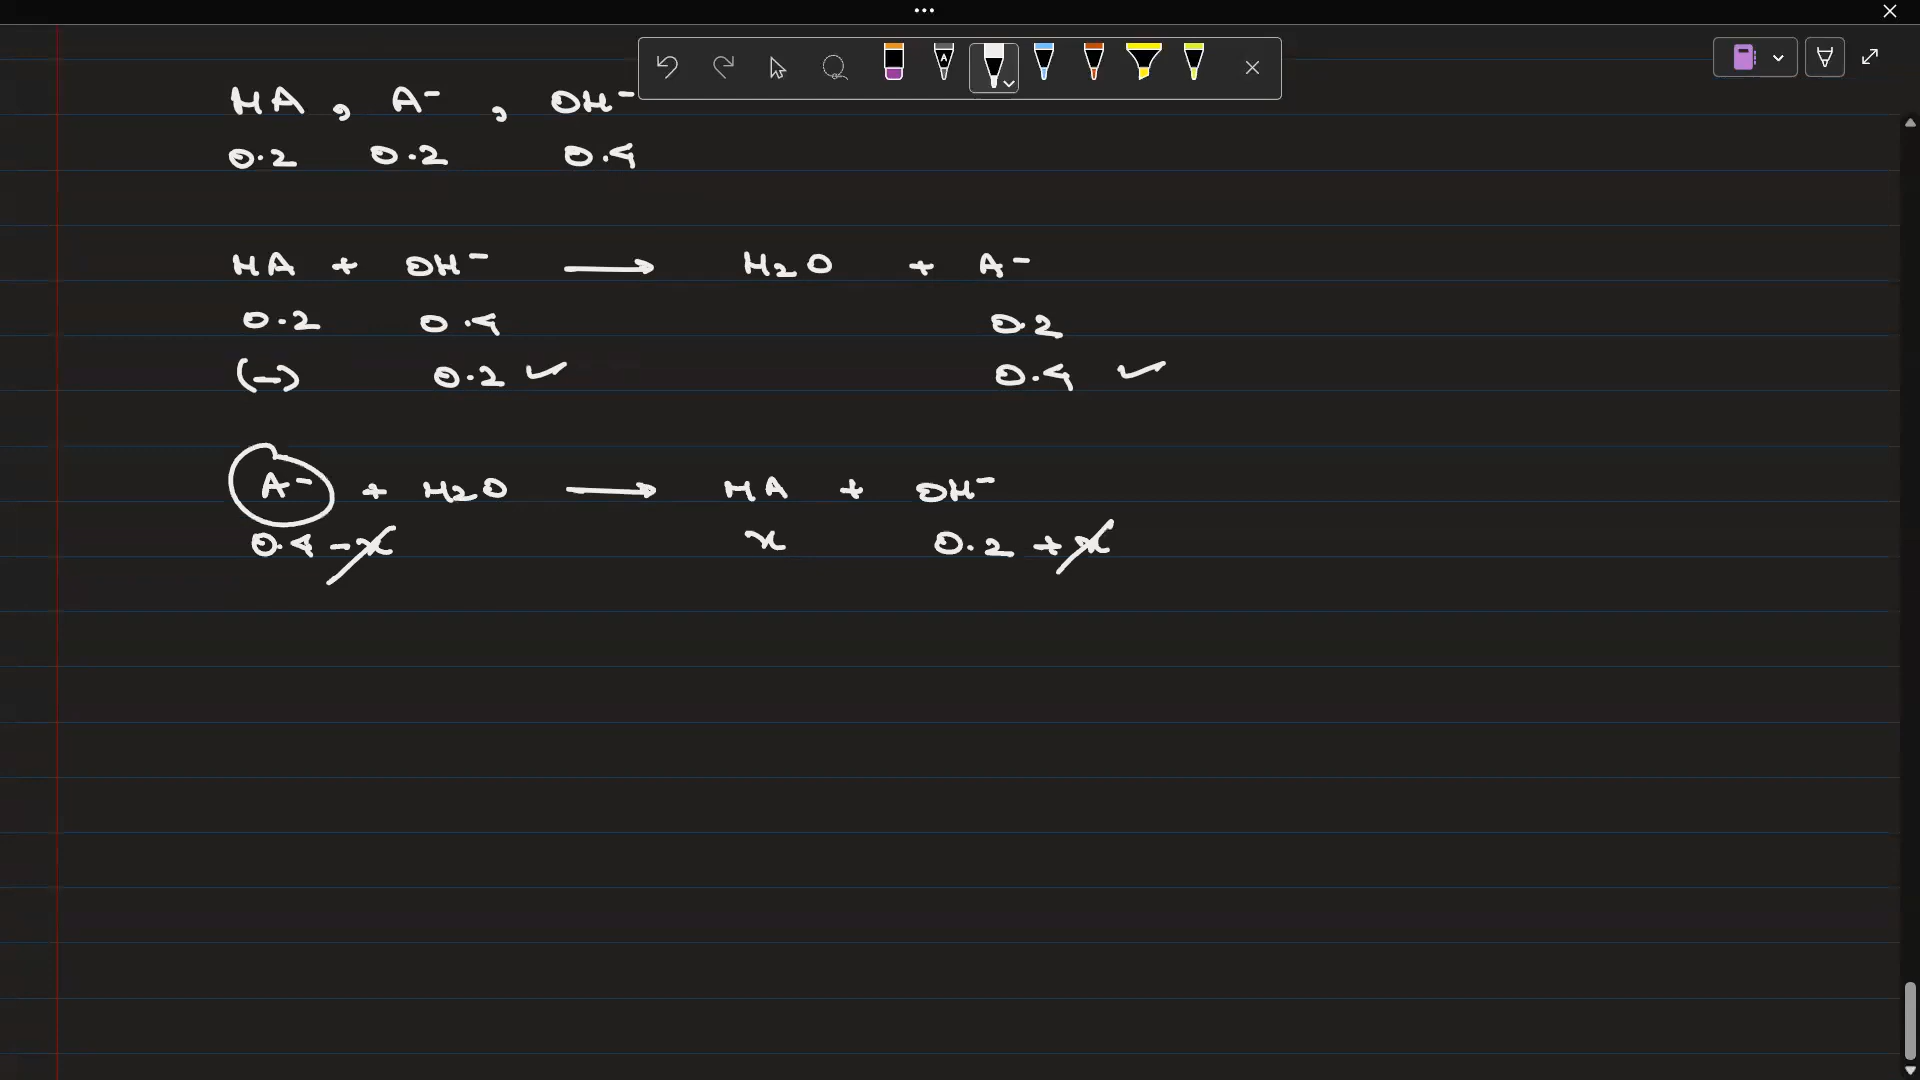 HA , A⁻ , OH⁻
0.2 0.2 0.4
HA + OH⁻ ⟶ H₂O + A⁻
0.2 0.4 0.2
(-) 0.2 ✓ 0.4 ✓
A⁻ + H₂O ⟶ HA + OH⁻
0.4 - x x 0.2 + x